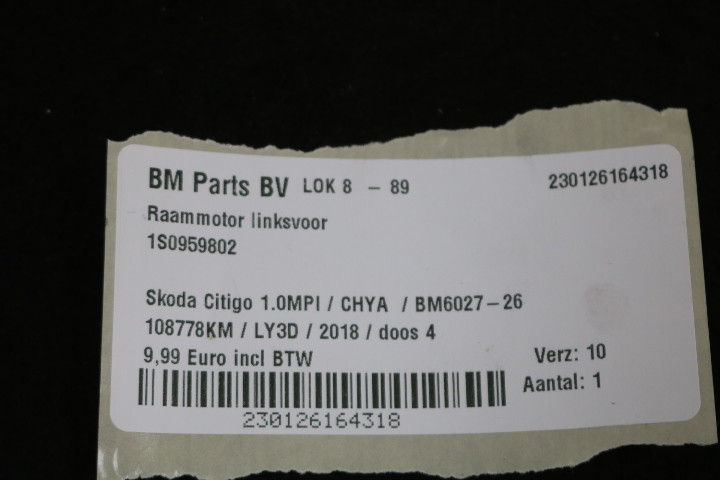 BM Parts BV LOK 8 - 89 230126164318
Raammotor linksvoor
1S0959802
Skoda Citigo 1.0MPI / CHYA / BM6027-26
108778KM / LY3D / 2018 / doos 4
9,99 Euro incl BTW Verz: 10
Aantal: 1
230126164318